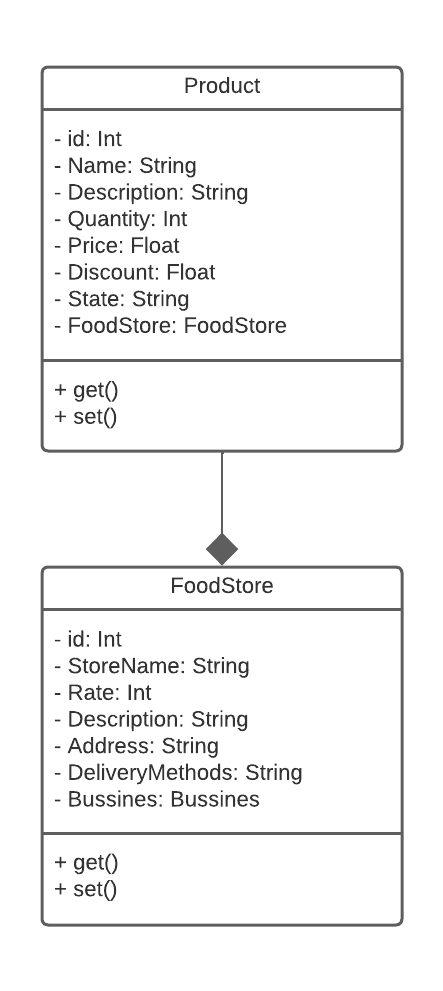 Product
- id: Int
- Name: String
- Description: String
- Quantity: Int
- Price: Float
- Discount: Float
- State: String
- FoodStore: FoodStore
+ get()
+ set()
FoodStore
- id: Int
- StoreName: String
- Rate: Int
- Description: String
- Address: String
- DeliveryMethods: String
- Bussines: Bussines
+ get()
+ set()